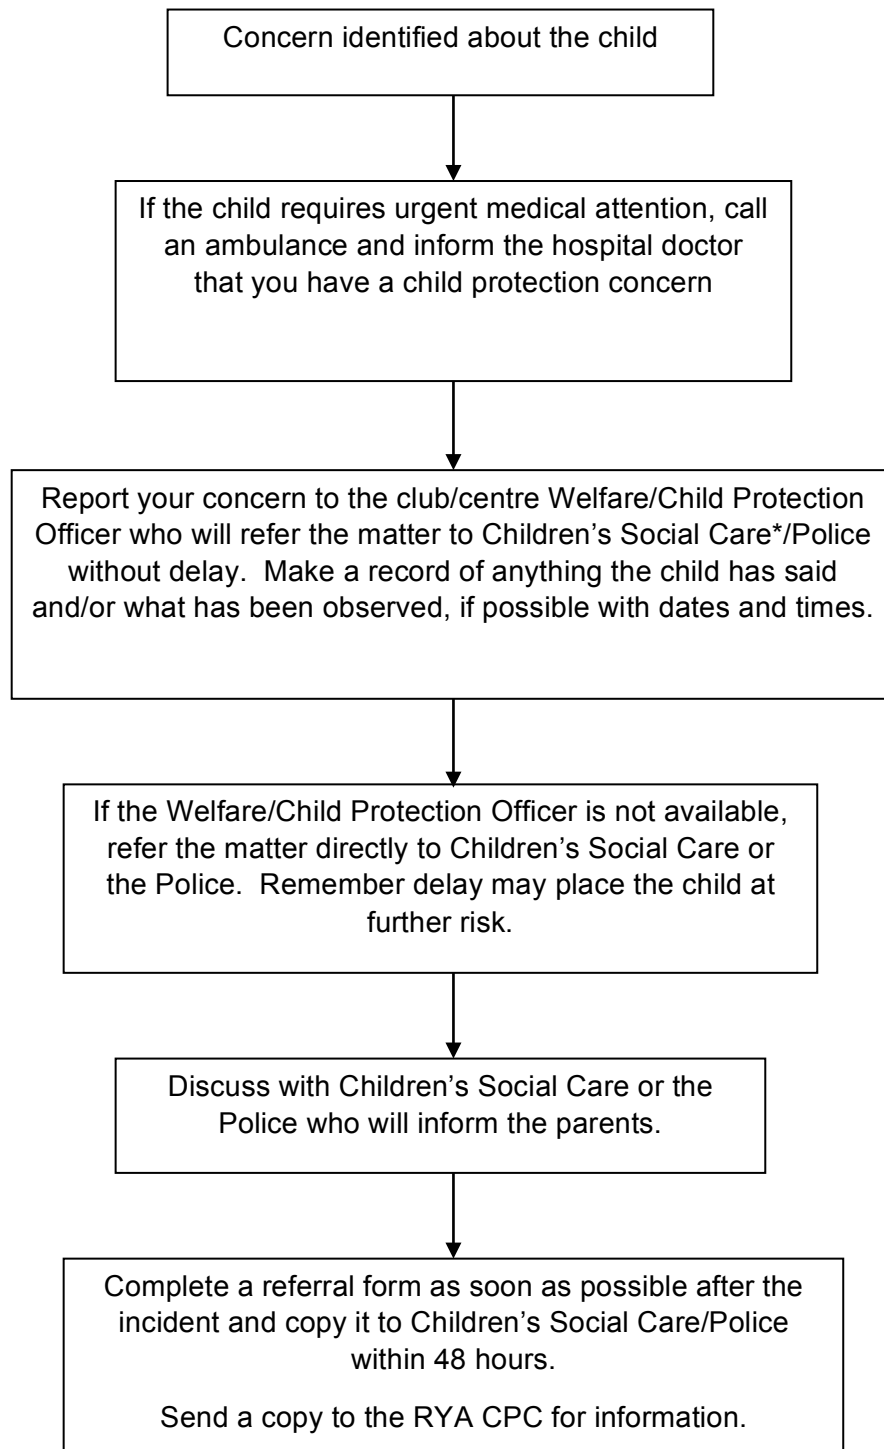 Concern identified about the child
If the child requires urgent medical attention, call
an ambulance and inform the hospital doctor
that you have a child protection concern
Report your concern to the club/centre Welfare/Child Protection
Officer who will refer the matter to Children’s Social Care*/Police
without delay.  Make a record of anything the child has said
and/or what has been observed, if possible with dates and times.
If the Welfare/Child Protection Officer is not available,
refer the matter directly to Children’s Social Care or
the Police.  Remember delay may place the child at
further risk.
Discuss with Children’s Social Care or the
Police who will inform the parents.
Complete a referral form as soon as possible after the
incident and copy it to Children’s Social Care/Police
within 48 hours.
Send a copy to the RYA CPC for information.